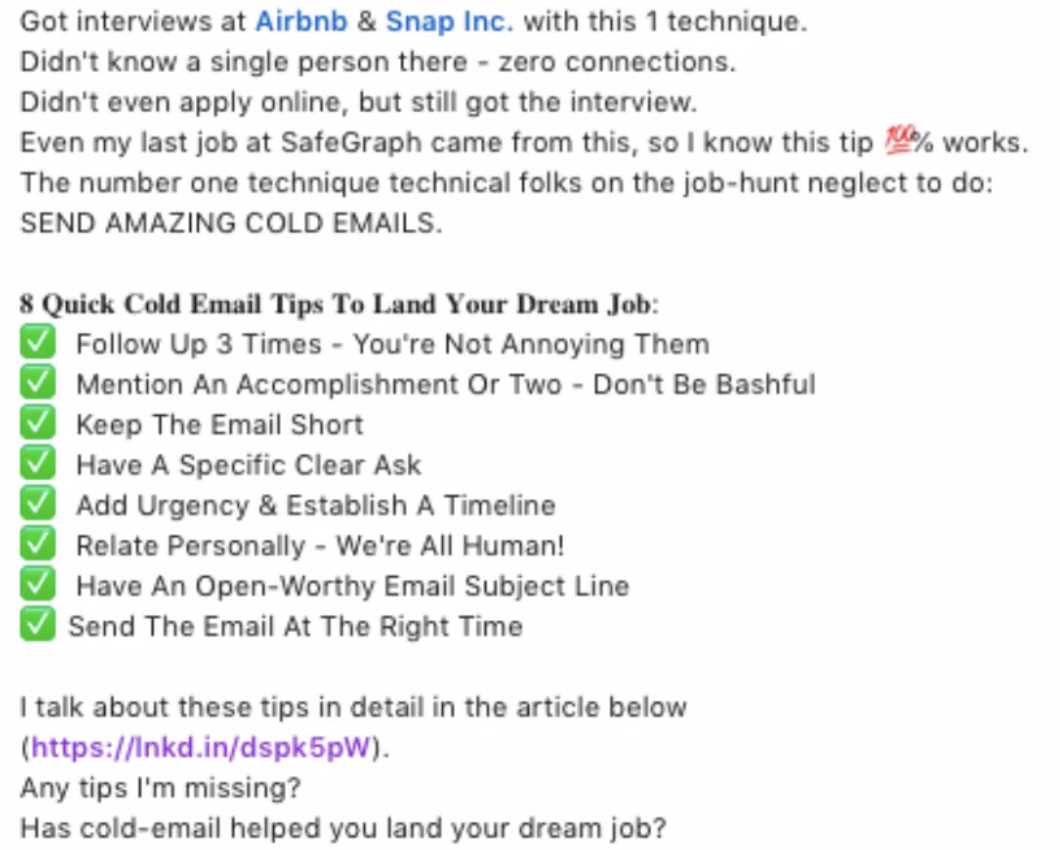 Got interviews at Airbnb & Snap Inc. with this 1 technique.
Didn't know a single person there - zero connections.
Didn't even apply online, but still got the interview.
Even my last job at SafeGraph came from this, so I know this tip 💯% works.
The number one technique technical folks on the job-hunt neglect to do:
SEND AMAZING COLD EMAILS.
8 Quick Cold Email Tips To Land Your Dream Job:
✅ Follow Up 3 Times - You're Not Annoying Them
✅ Mention An Accomplishment Or Two - Don't Be Bashful
✅ Keep The Email Short
✅ Have A Specific Clear Ask
✅ Add Urgency & Establish A Timeline
✅ Relate Personally - We're All Human!
✅ Have An Open-Worthy Email Subject Line
✅ Send The Email At The Right Time
I talk about these tips in detail in the article below
(https://lnkd.in/dspk5pW).
Any tips I'm missing?
Has cold-email helped you land your dream job?